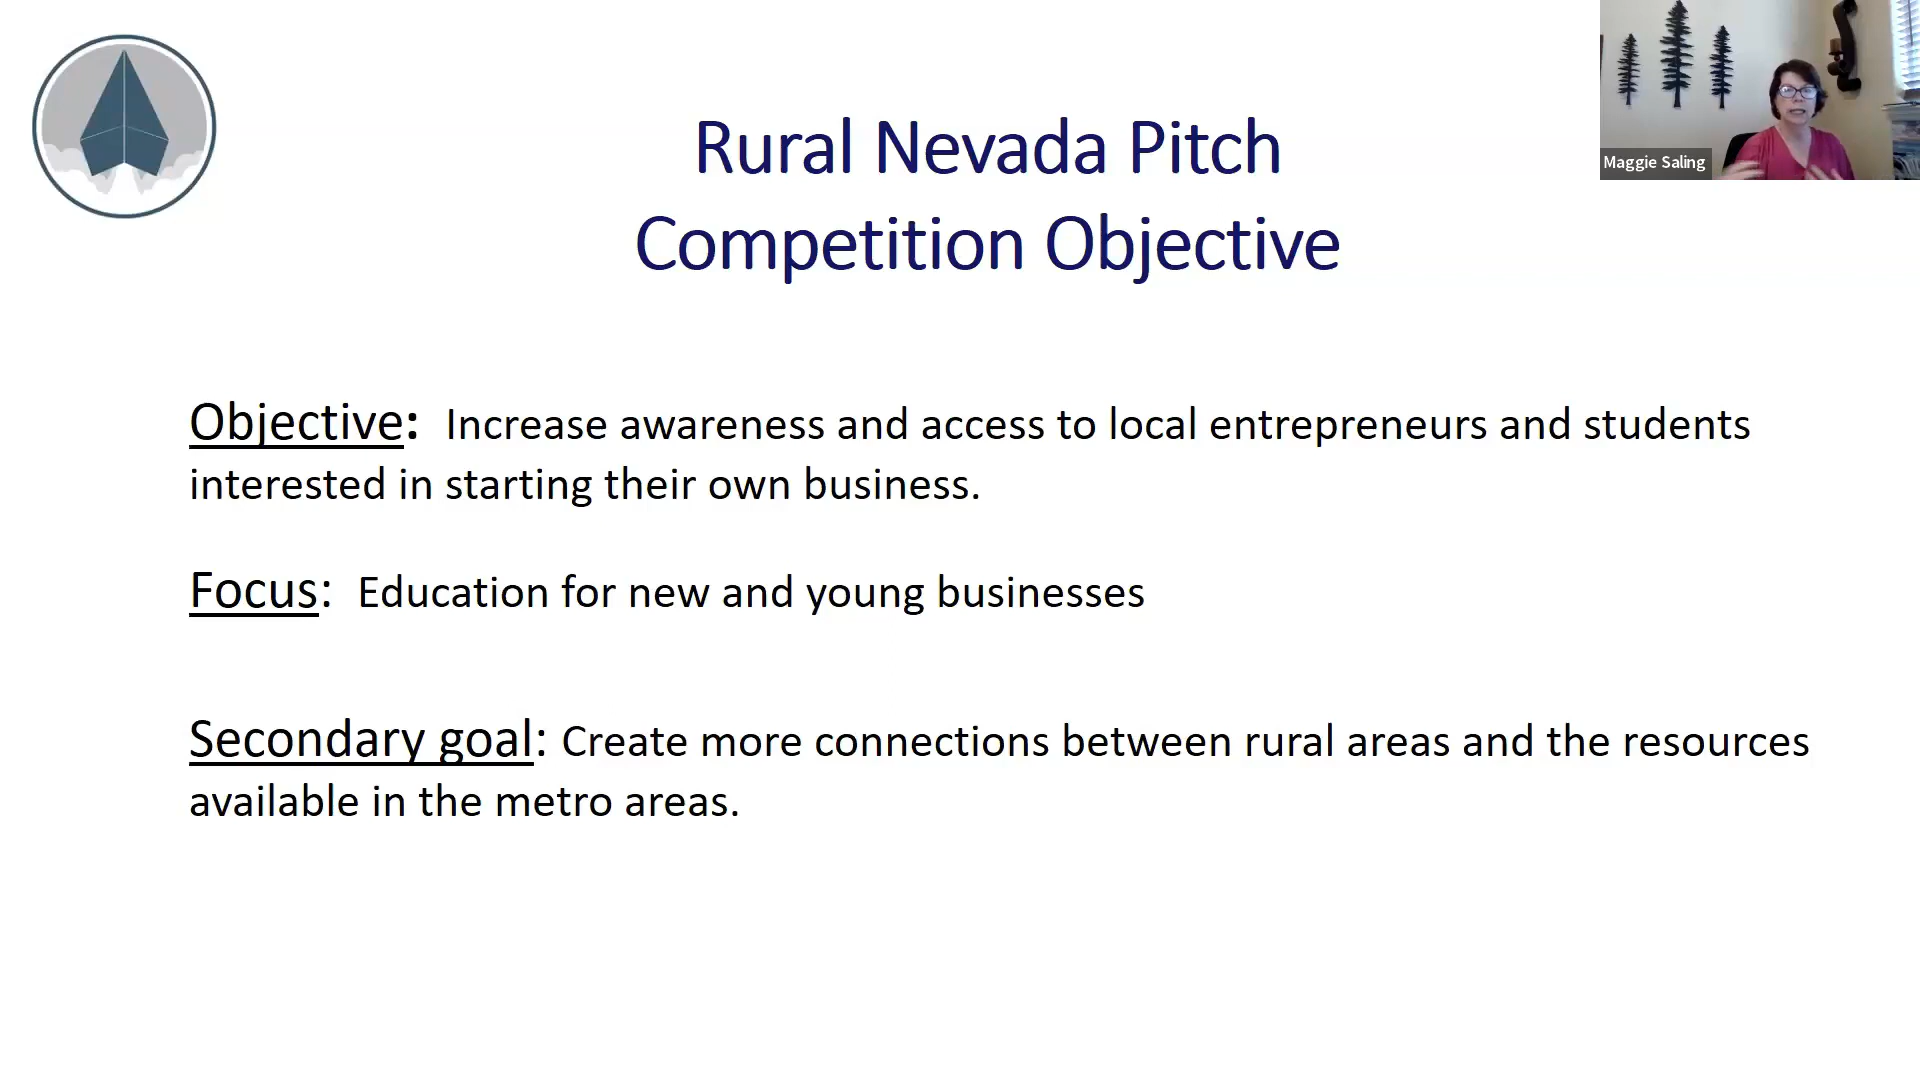 Rural Nevada Pitch
Competition Objective
Maggie Saling
Objective: Increase awareness and access to local entrepreneurs and students
interested in starting their own business.
Focus: Education for new and young businesses
Secondary goal: Create more connections between rural areas and the resources
available in the metro areas.